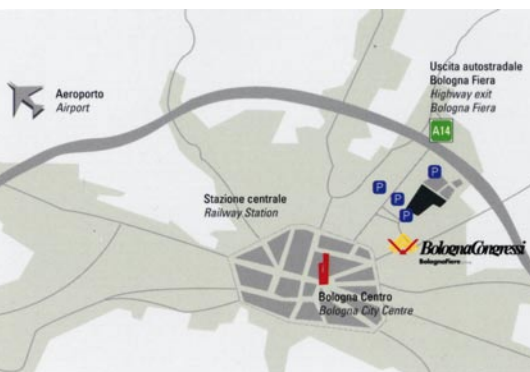 Aeroporto
Airport
Uscita autostradale
Bologna Fiera
Highway exit
Bologna Fiera
A14
P
P
P
P
Stazione centrale
Railway Station
BolognaCongressi
BolognaFiere
Bologna Centro
Bologna City Centre